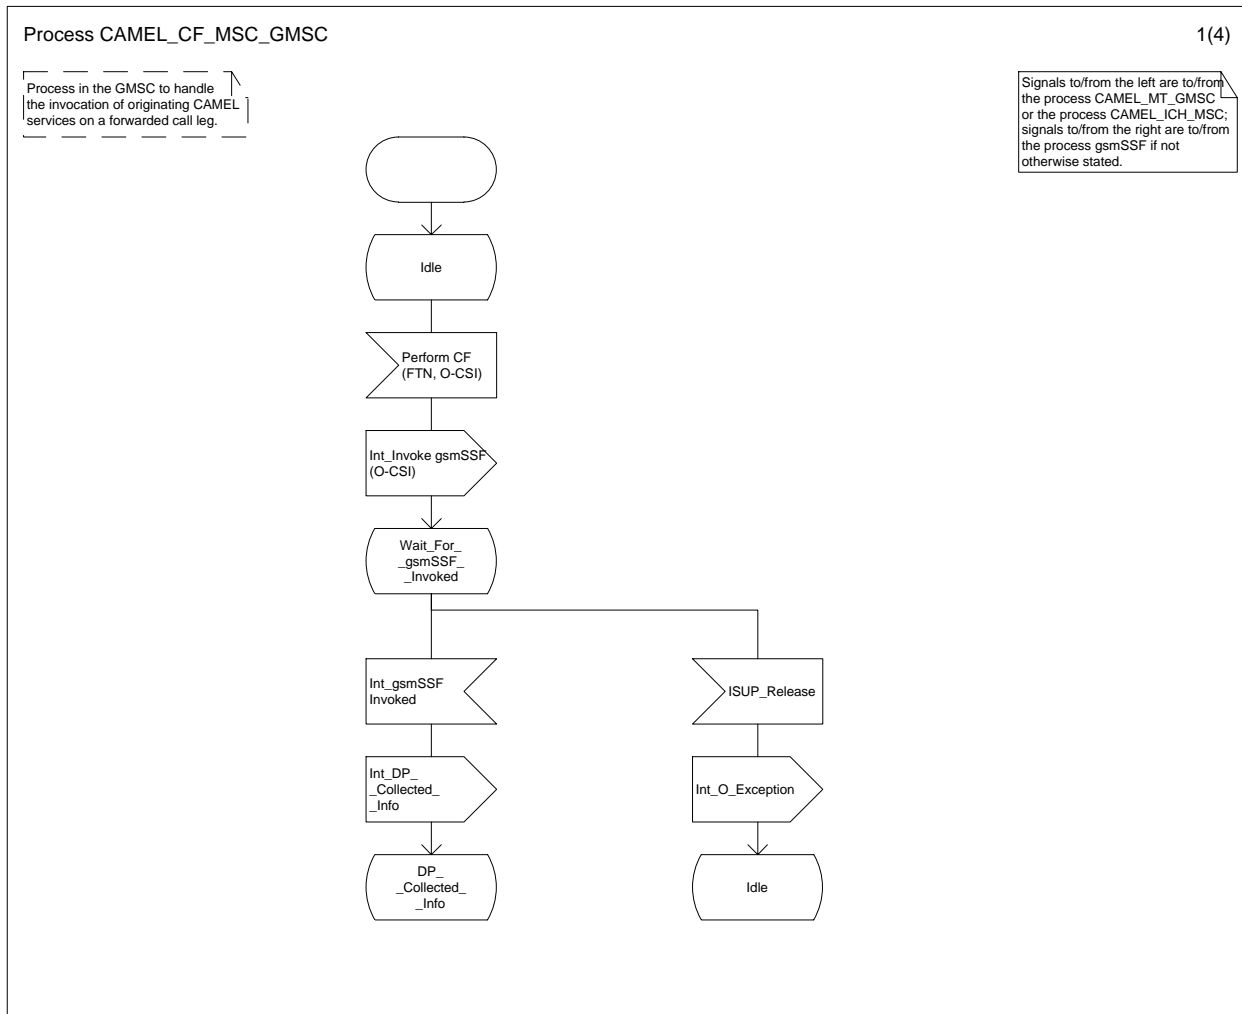 Process CAMEL_CF_MSC_GMSC
1(4)
Process in the GMSC to handle
the invocation of originating CAMEL
services on a forwarded call leg.
Signals to/from the left are to/from
the process CAMEL_MT_GMSC
or the process CAMEL_ICH_MSC;
signals to/from the right are to/from
the process gsmSSF if not
otherwise stated.
Idle
Perform CF
(FTN, O-CSI)
Int_Invoke gsmSSF
(O-CSI)
Wait_For_
_gsmSSF_
_Invoked
Int_gsmSSF
Invoked
ISUP_Release
Int_DP_
_Collected_
_Info
Int_O_Exception
DP_
_Collected_
_Info
Idle